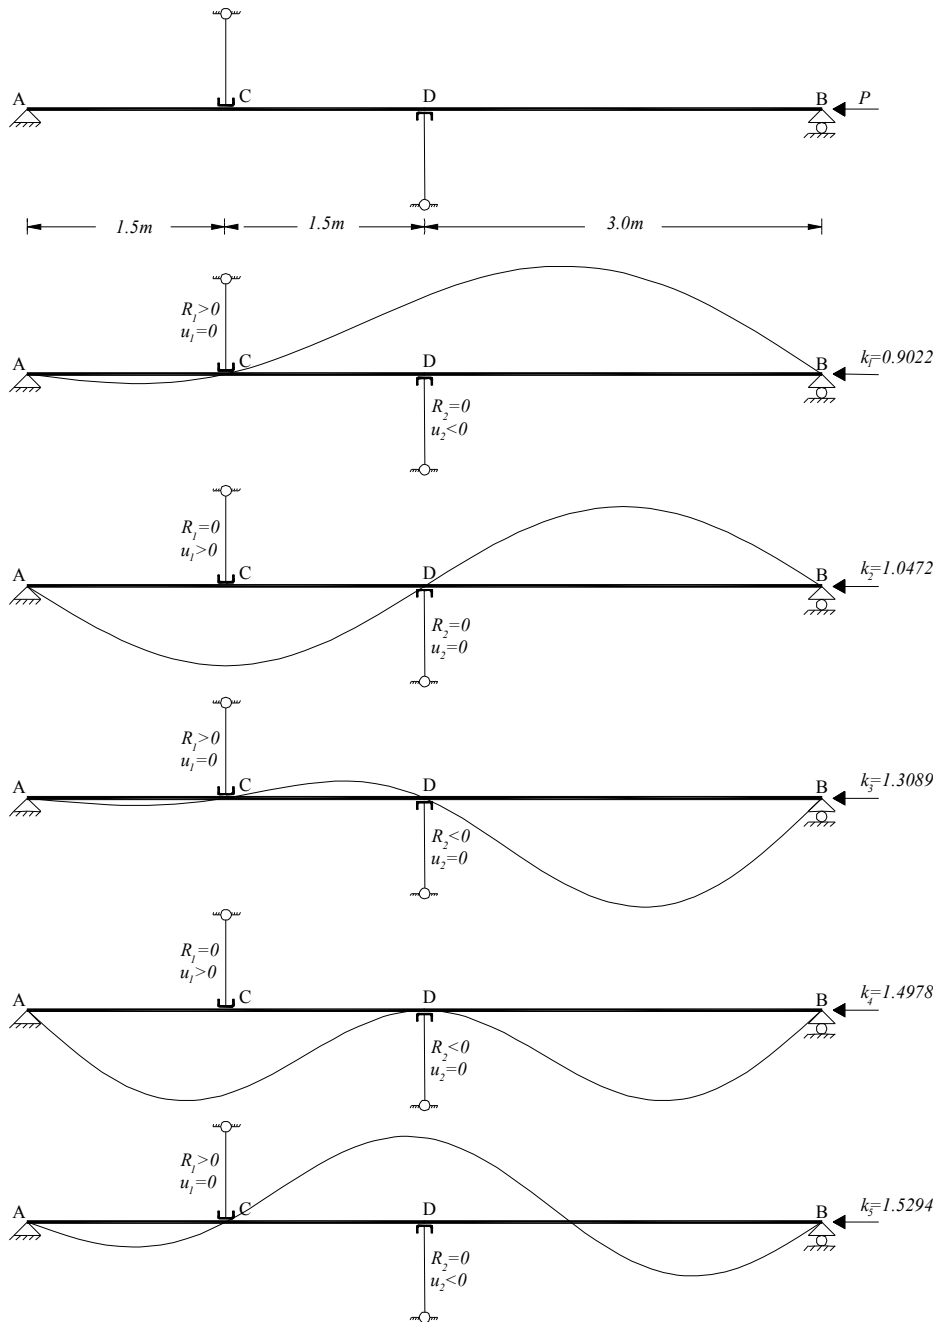 A C D B P
1.5m 1.5m 3.0m
R₁>0
u₁=0
A C D B k₁=0.9022
R₂=0
u₂<0
R₁=0
u₁>0
A C D B k₂=1.0472
R₂=0
u₂=0
R₁>0
u₁=0
A C D B k₃=1.3089
R₂<0
u₂=0
R₁=0
u₁>0
A C D B k₄=1.4978
R₂<0
u₂=0
R₁>0
u₁=0
A C D B k₅=1.5294
R₂=0
u₂<0